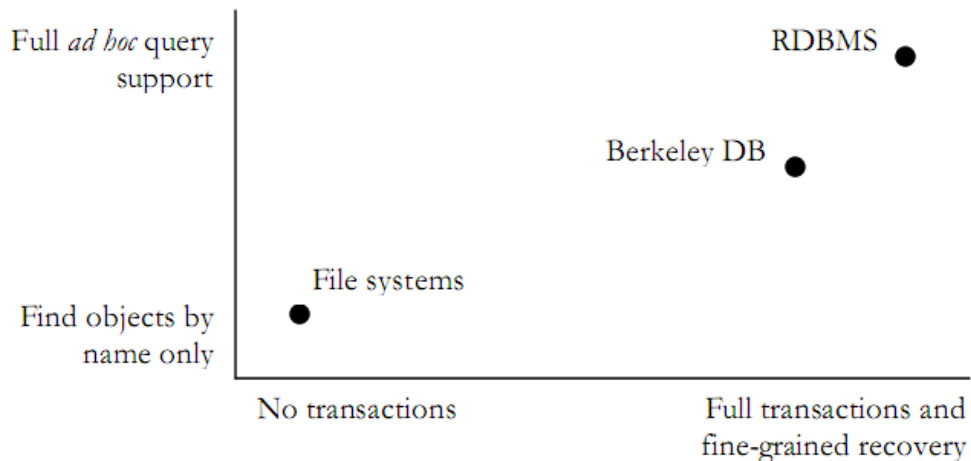 Full ad hoc query
support
RDBMS
Berkeley DB
File systems
Find objects by
name only
No transactions
Full transactions and
fine-grained recovery